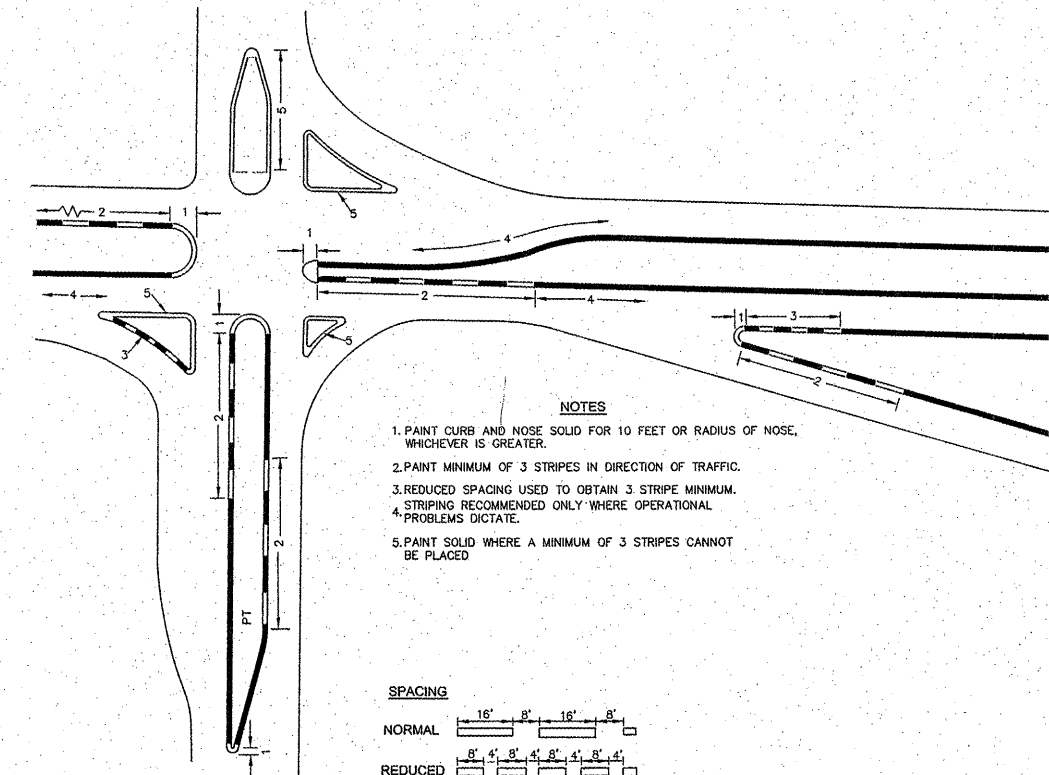 5
5
2 1
1
4
4
5
3
1
2
5
2 4
1 3
2
2
PT
1
NOTES
1. PAINT CURB AND NOSE SOLID FOR 10 FEET OR RADIUS OF NOSE,
WHICHEVER IS GREATER.
2. PAINT MINIMUM OF 3 STRIPES IN DIRECTION OF TRAFFIC.
3. REDUCED SPACING USED TO OBTAIN 3 STRIPE MINIMUM.
4. STRIPING RECOMMENDED ONLY WHERE OPERATIONAL
PROBLEMS DICTATE.
5. PAINT SOLID WHERE A MINIMUM OF 3 STRIPES CANNOT
BE PLACED
SPACING
NORMAL 16' 8' 16' 8'
REDUCED 8' 4' 8' 4' 8' 4' 8' 4'